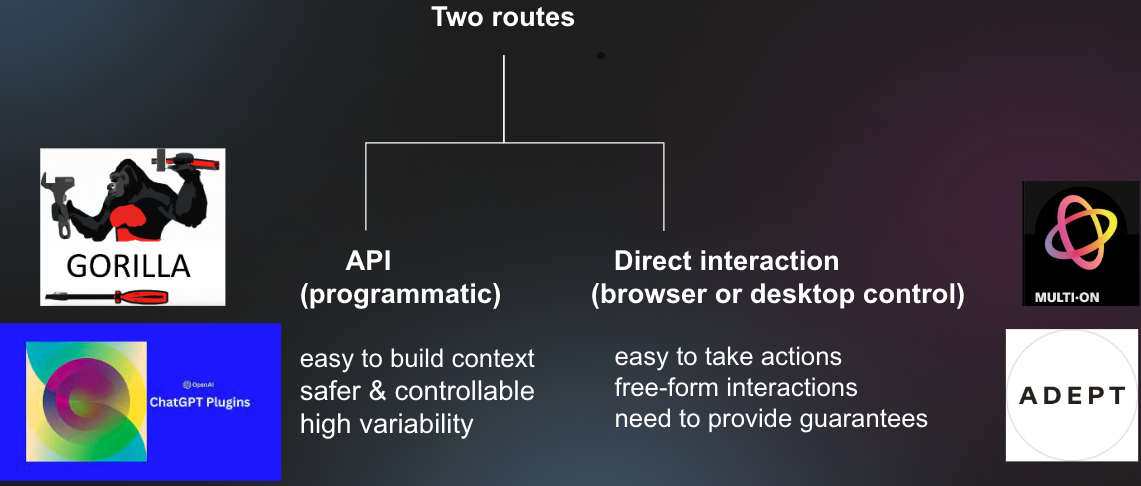 Two routes
GORILLA
OpenAI
ChatGPT Plugins
API
(programmatic)
easy to build context
safer & controllable
high variability
Direct interaction
(browser or desktop control)
easy to take actions
free-form interactions
need to provide guarantees
MULTI·ON
ADEPT